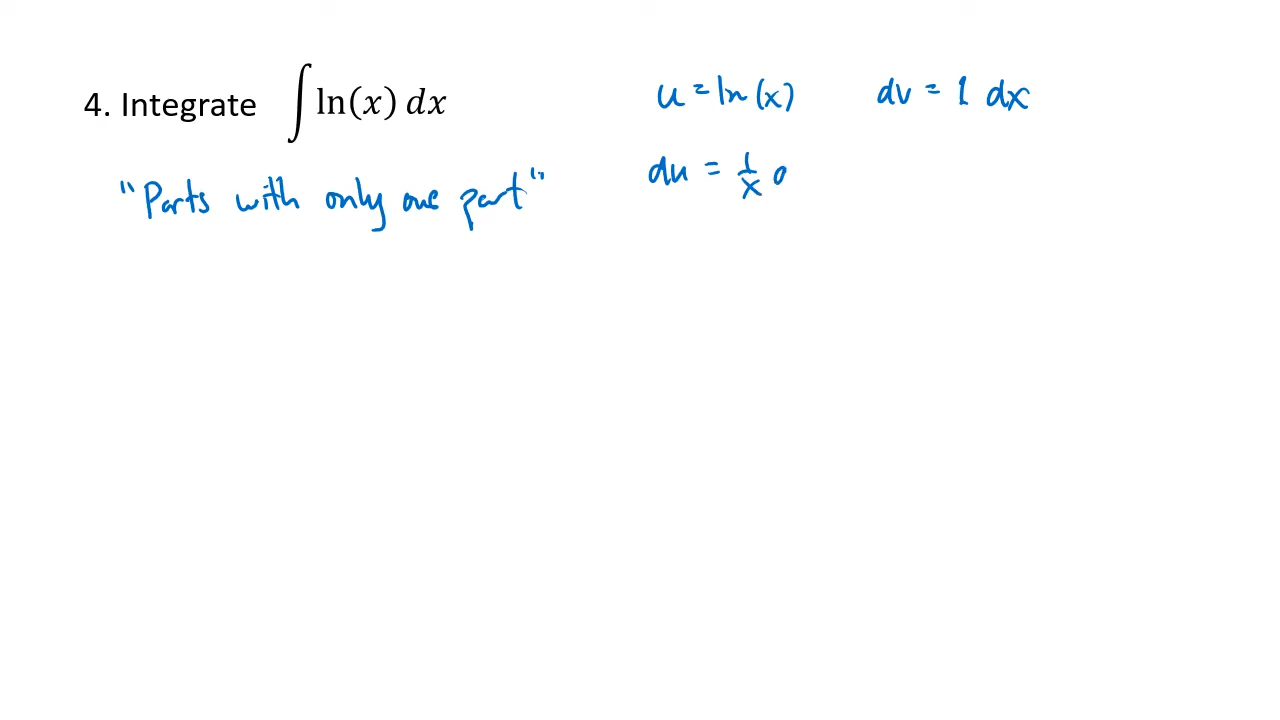 4. Integrate ∫ ln(x) dx
u = ln(x) dv = 1 dx
"Parts with only one part"
du = 1/x